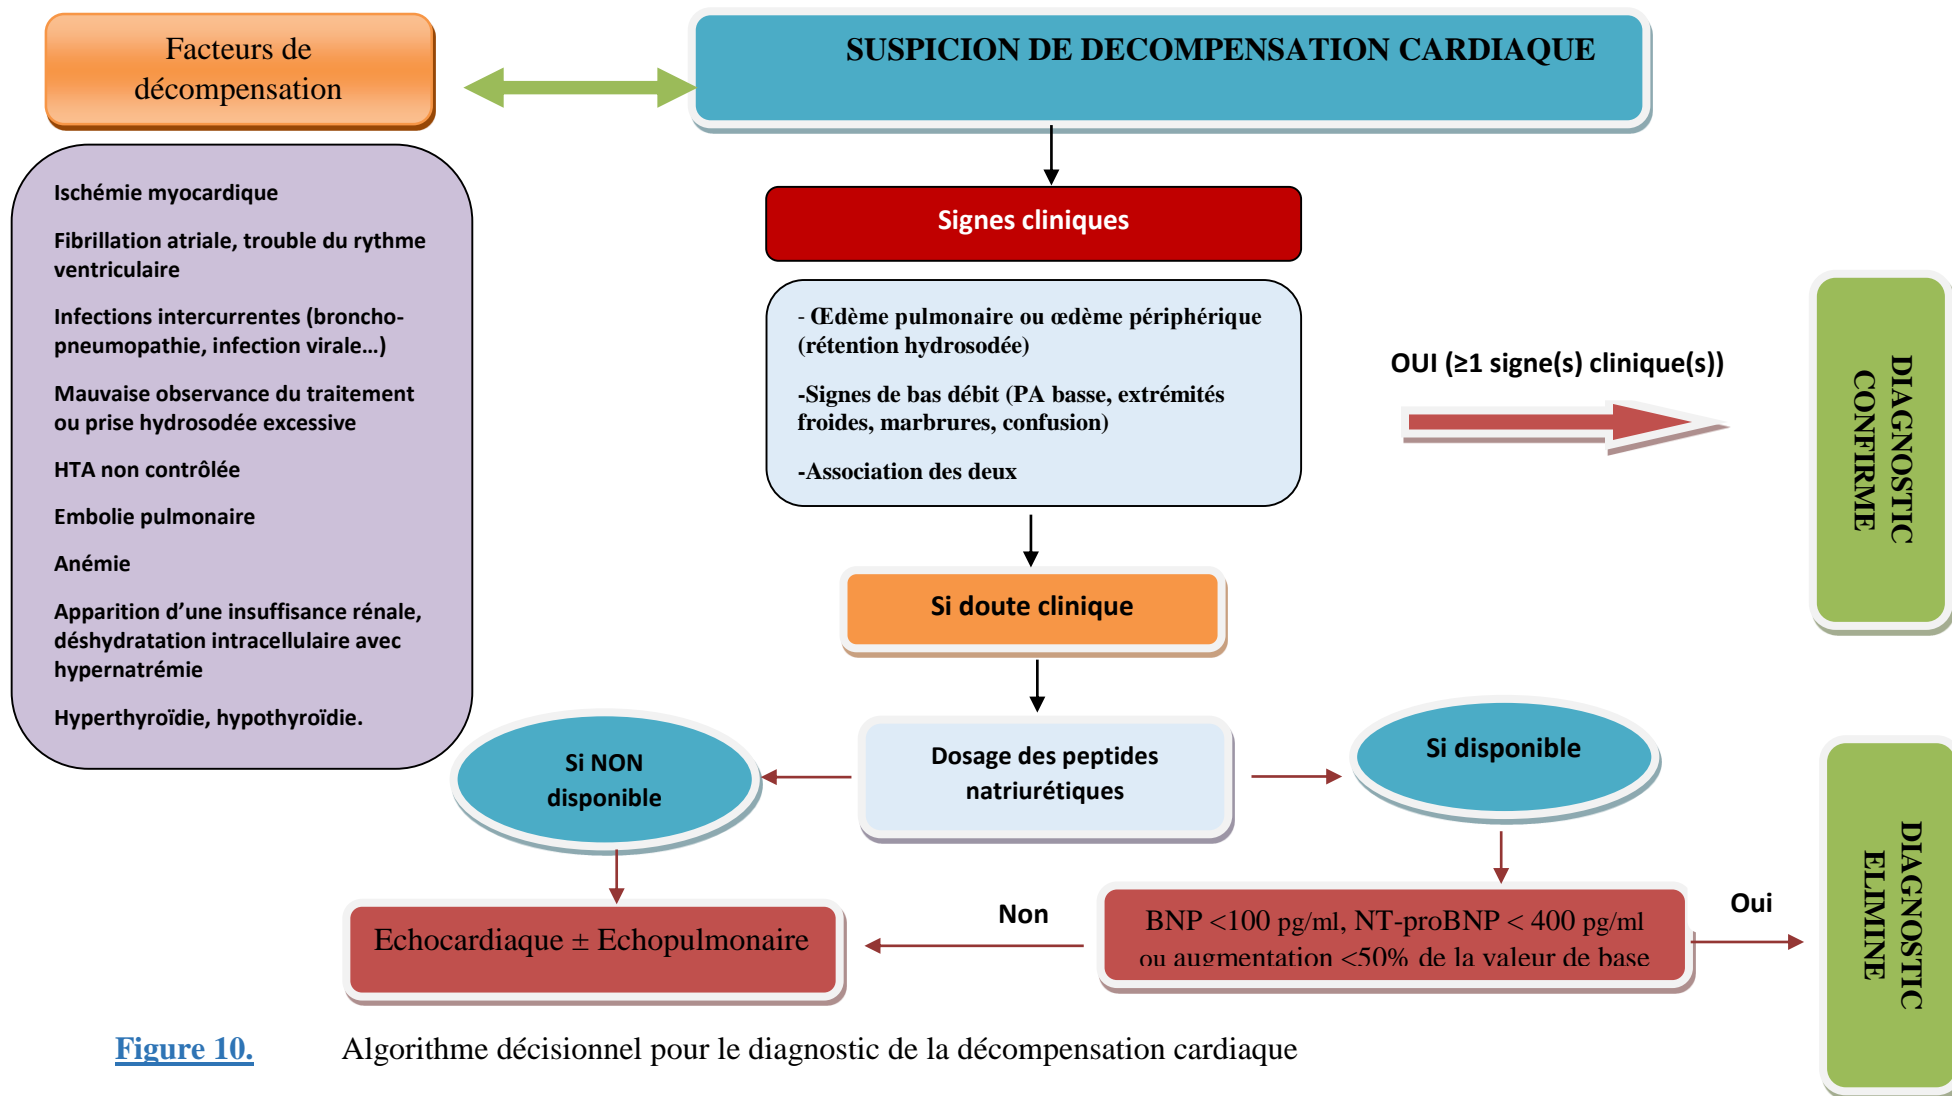 Facteurs de
décompensation
SUSPICION DE DECOMPENSATION CARDIAQUE
Ischémie myocardique
Fibrillation atriale, trouble du rythme
ventriculaire
Infections intercurrentes (broncho-
pneumopathie, infection virale…)
Mauvaise observance du traitement
ou prise hydrosodée excessive
HTA non contrôlée
Embolie pulmonaire
Anémie
Apparition d’une insuffisance rénale,
déshydratation intracellulaire avec
hypernatrémie
Hyperthyroïdie, hypothyroïdie.
Signes cliniques
- Œdème pulmonaire ou œdème périphérique
(rétention hydrosodée)
-Signes de bas débit (PA basse, extrémités
froides, marbrures, confusion)
-Association des deux
OUI (≥1 signe(s) clinique(s))
DIAGNOSTIC
CONFIRME
Si doute clinique
Dosage des peptides
natriurétiques
Si NON
disponible
Si disponible
Echocardiaque ± Echopulmonaire
Non
BNP <100 pg/ml, NT-proBNP < 400 pg/ml
ou augmentation <50% de la valeur de base
Oui
DIAGNOSTIC
ELIMINE
Figure 10. Algorithme décisionnel pour le diagnostic de la décompensation cardiaque